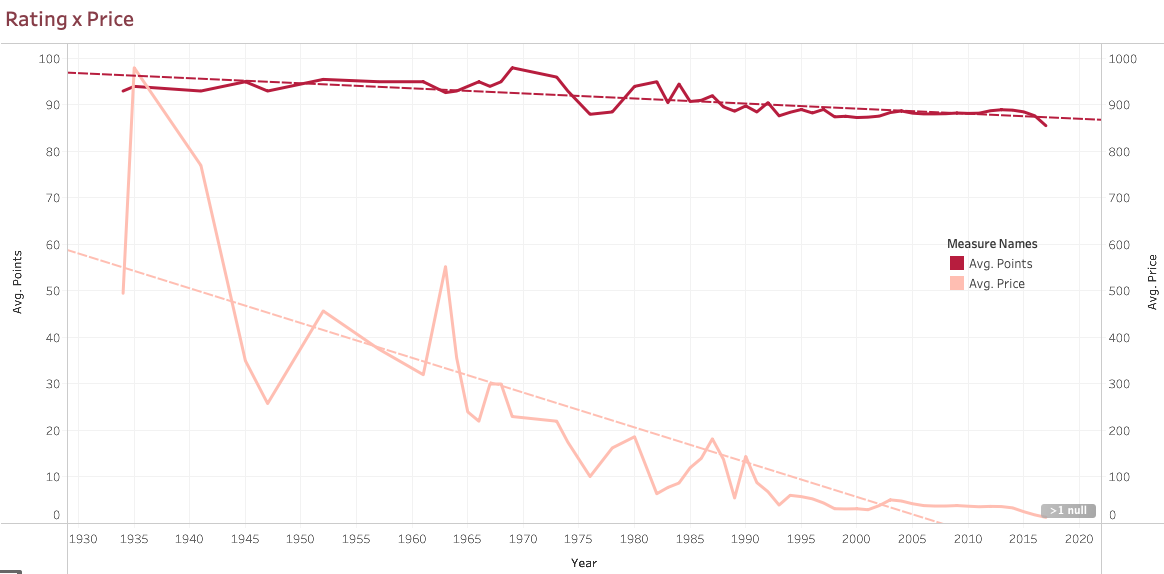 Rating x Price
100
90
80
70
60
50
40
30
20
10
0
Avg. Points
1000
900
800
700
600
500
400
300
200
100
0
Avg. Price
Measure Names
Avg. Points
Avg. Price
>1 null
1930 1935 1940 1945 1950 1955 1960 1965 1970 1975 1980 1985 1990 1995 2000 2005 2010 2015 2020
Year